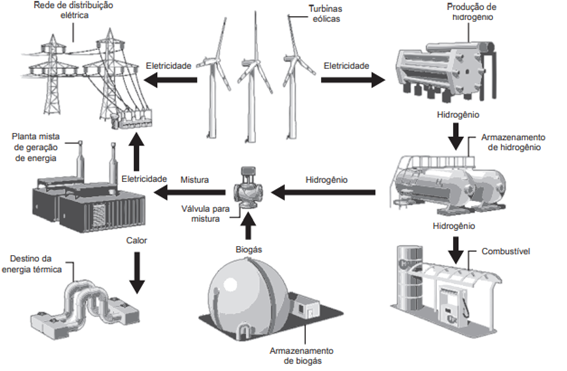 Rede de distribuição
elétrica
Turbinas
eólicas
Produção de
hidrogênio
Eletricidade
Eletricidade
Hidrogênio
Armazenamento
de hidrogênio
Planta mista
de geração
de energia
Eletricidade
Mistura
Hidrogênio
Válvula para
mistura
Hidrogênio
Calor
Biogás
Combustível
Destino da
energia térmica
Armazenamento
de biogás